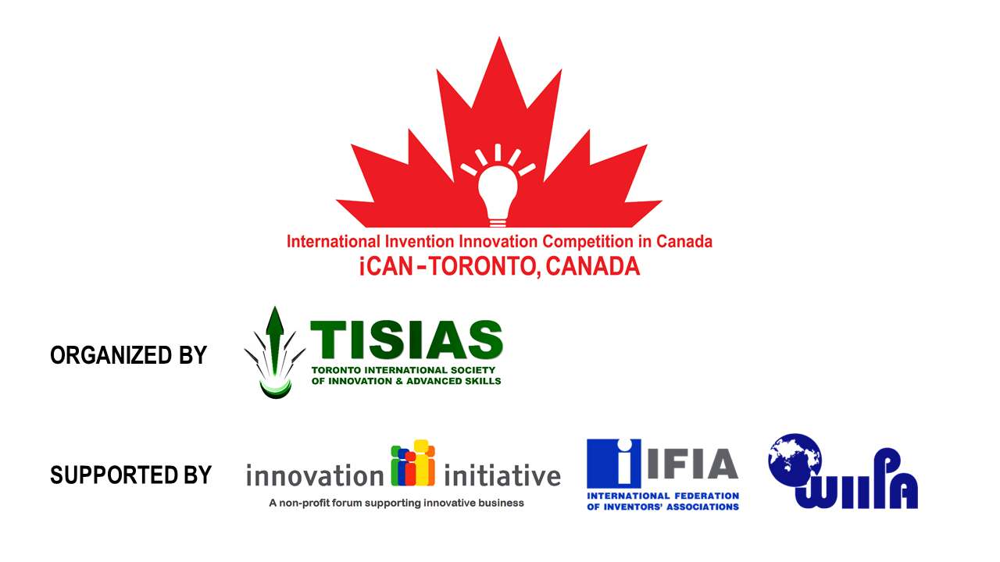 International Invention Innovation Competition in Canada
iCAN - TORONTO, CANADA
ORGANIZED BY
TISIAS
TORONTO INTERNATIONAL SOCIETY
OF INNOVATION & ADVANCED SKILLS
SUPPORTED BY
innovation initiative
A non-profit forum supporting innovative business
i IFIA
INTERNATIONAL FEDERATION
OF INVENTORS' ASSOCIATIONS
WIIPA